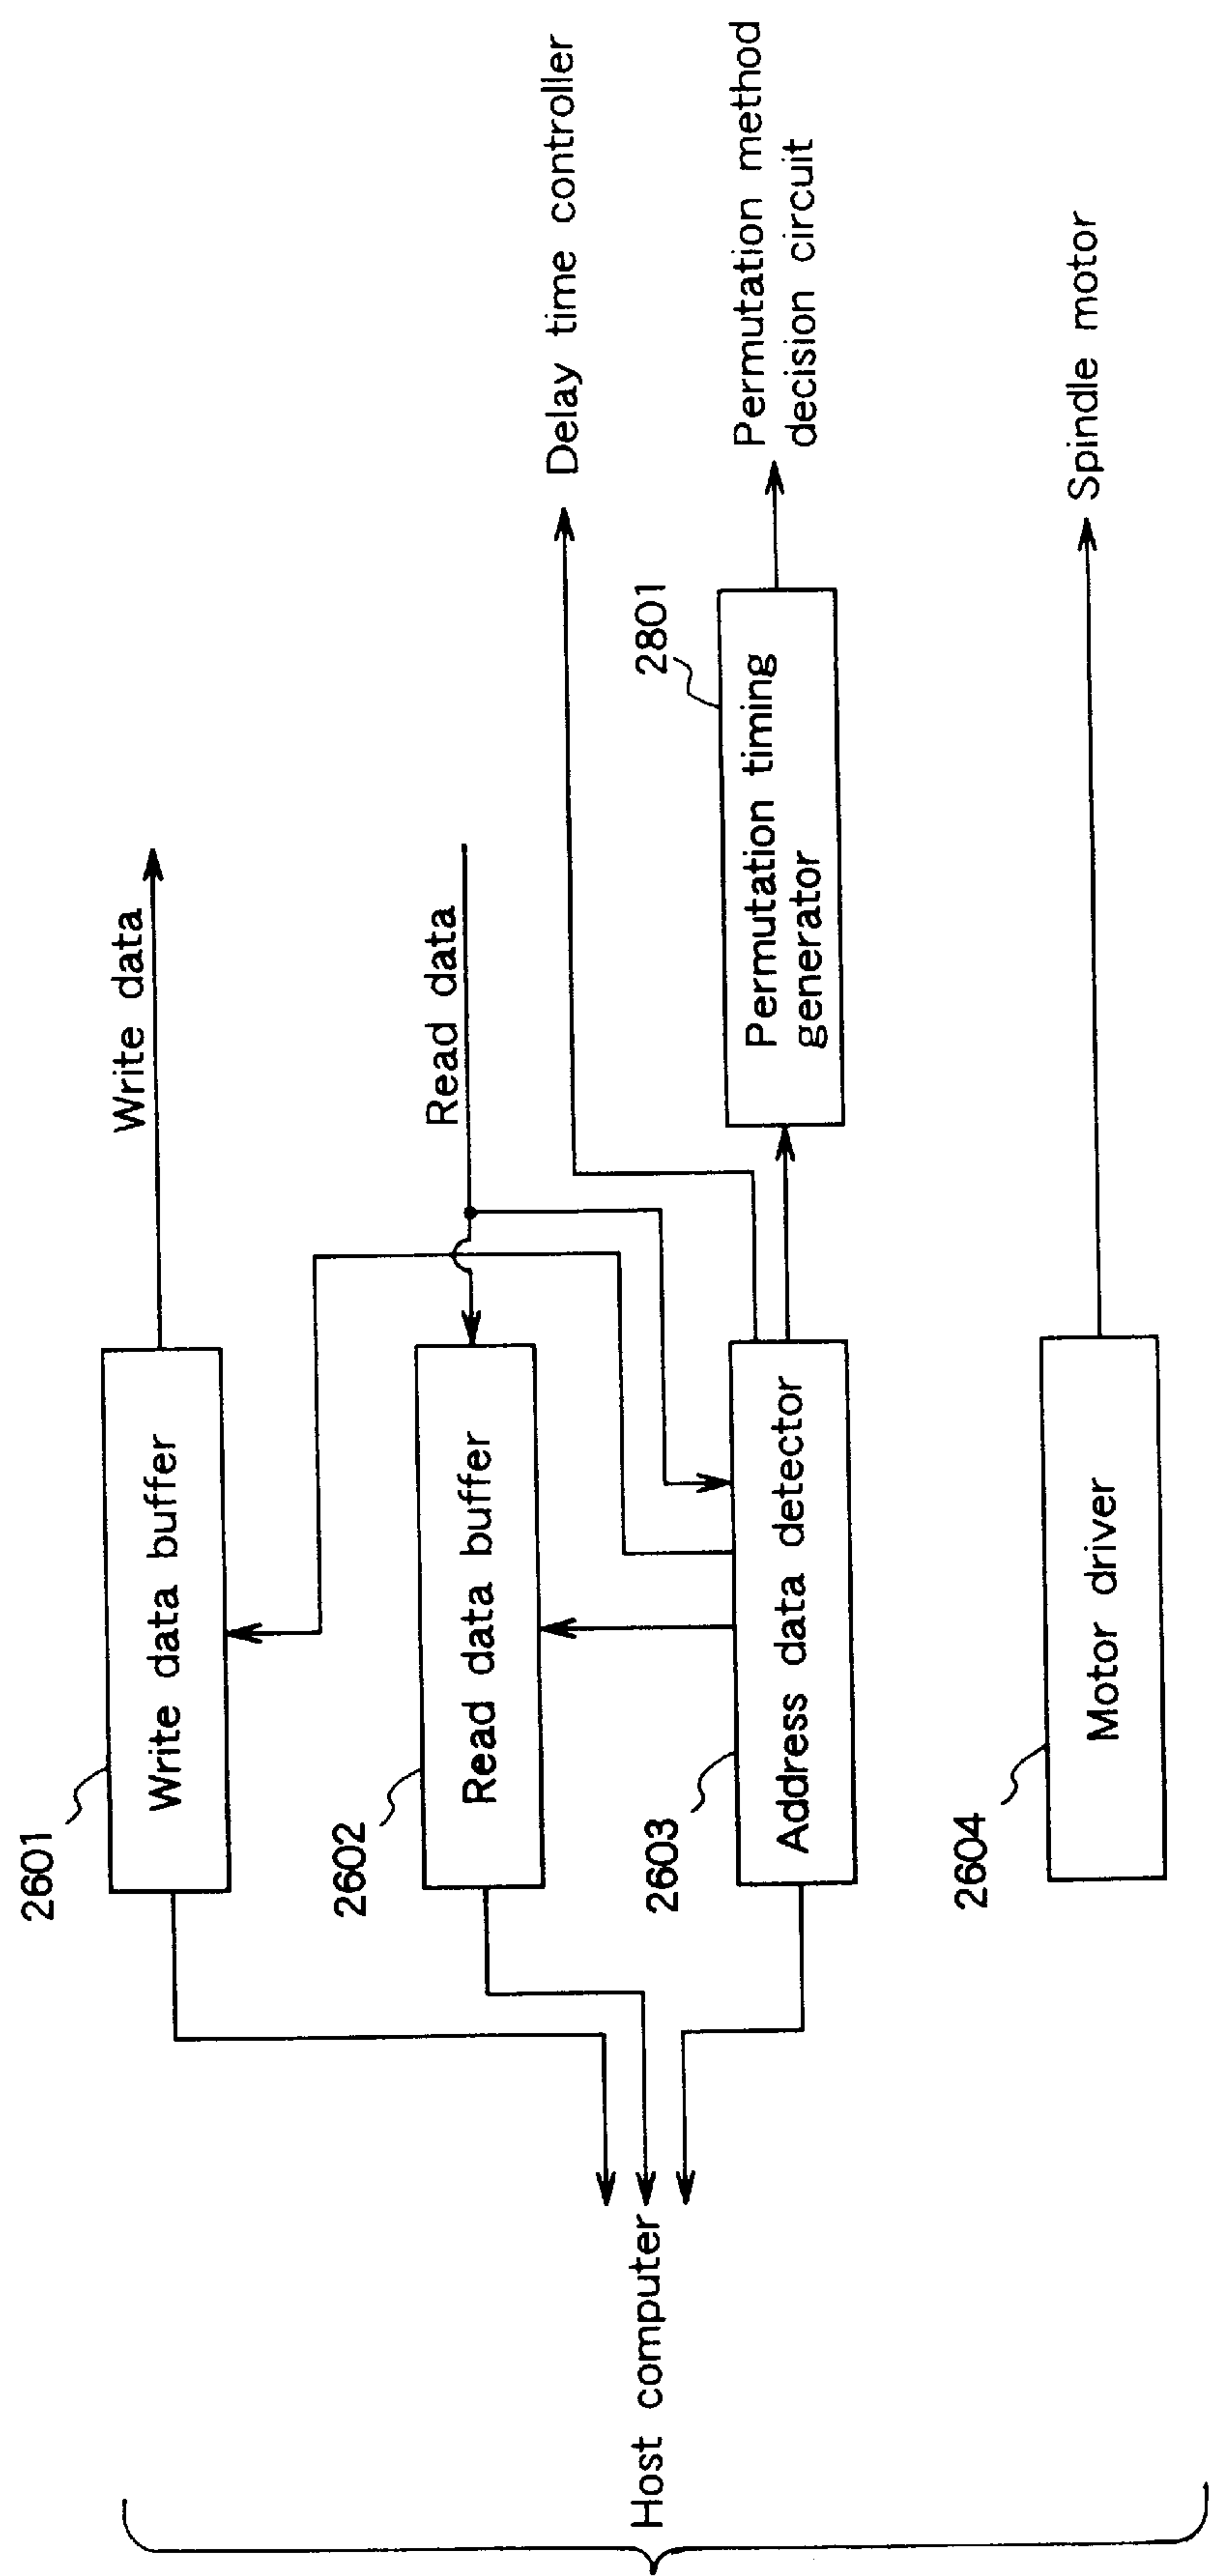 Write data
2601
Write data buffer
Read data
2602
Read data buffer
Delay time controller
2603
Address data detector
2801
Permutation timing
generator
Permutation method
decision circuit
2604
Motor driver
Spindle motor
Host computer